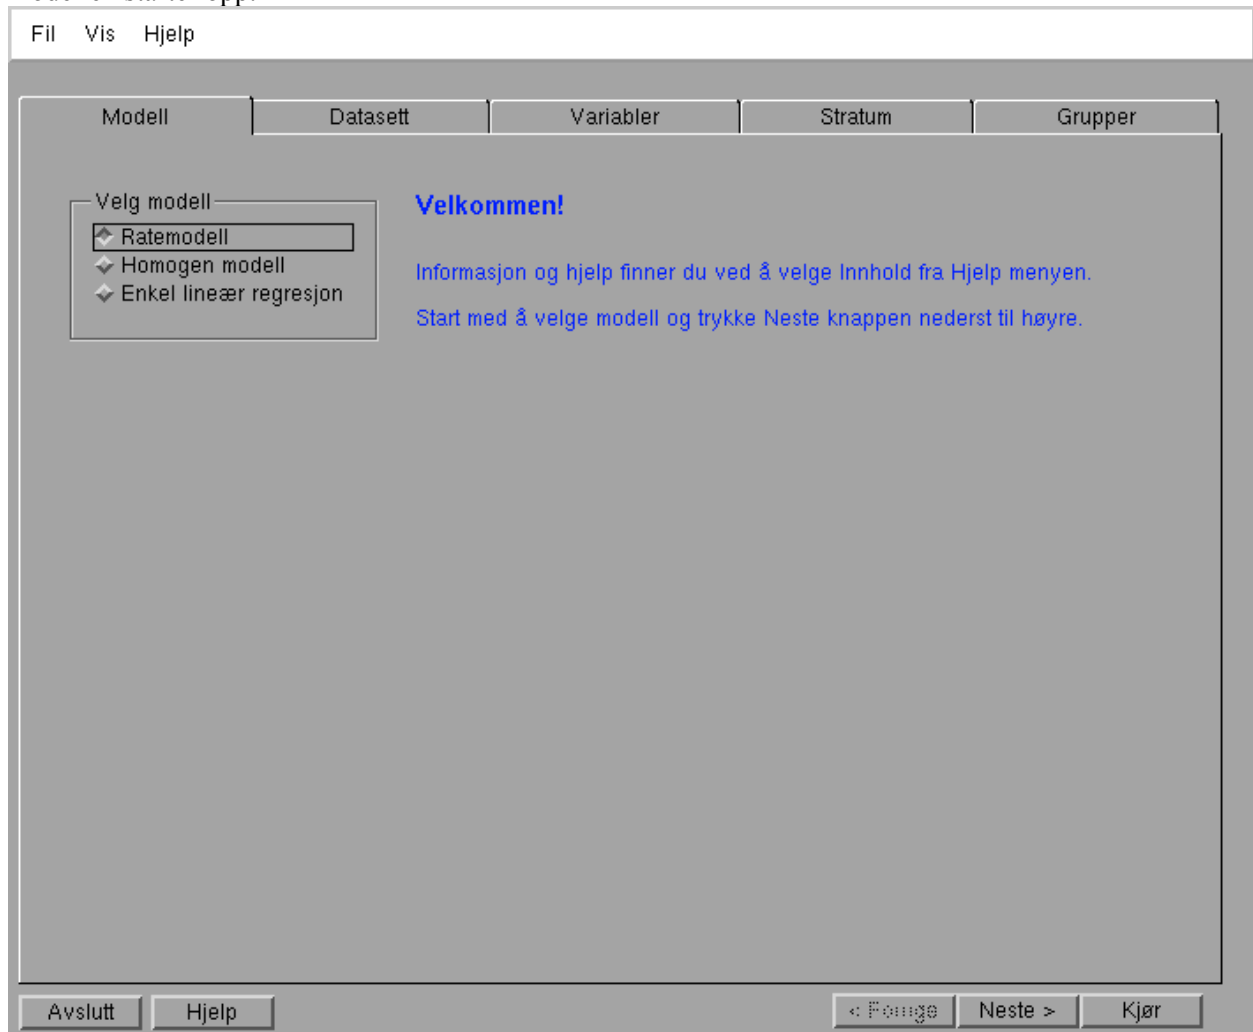 Fil Vis Hjelp
Modell Datasett Variabler Stratum Grupper
Velg modell
Ratemodell
Homogen modell
Enkel lineær regresjon
Velkommen!
Informasjon og hjelp finner du ved å velge Innhold fra Hjelp menyen.
Start med å velge modell og trykke Neste knappen nederst til høyre.
Avslutt Hjelp < Forrige Neste > Kjør